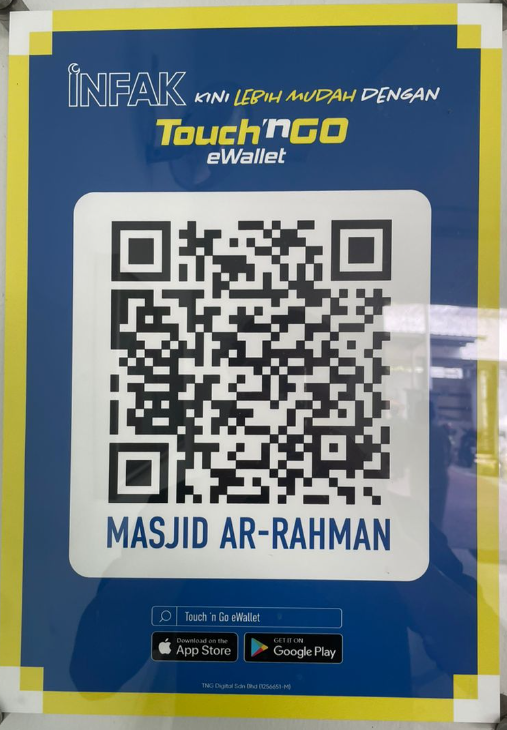 INFAK KINI LEBIH MUDAH DENGAN
Touch'nGO
eWallet
MASJID AR-RAHMAN
Touch 'n Go eWallet
Download on the
App Store
GET IT ON
Google Play
TNG Digital Sdn Bhd (1256651-M)